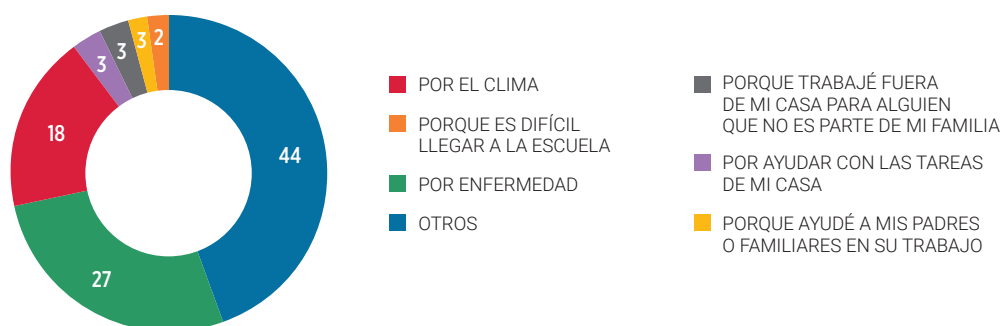 3
3
3
2
18
44
27
POR EL CLIMA
PORQUE ES DIFÍCIL
LLEGAR A LA ESCUELA
POR ENFERMEDAD
OTROS
PORQUE TRABAJÉ FUERA
DE MI CASA PARA ALGUIEN
QUE NO ES PARTE DE MI FAMILIA
POR AYUDAR CON LAS TAREAS
DE MI CASA
PORQUE AYUDÉ A MIS PADRES
O FAMILIARES EN SU TRABAJO